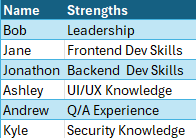 Name Strengths
Bob Leadership
Jane Frontend Dev Skills
Jonathon Backend  Dev Skills
Ashley UI/UX Knowledge
Andrew Q/A Experience
Kyle Security Knowledge